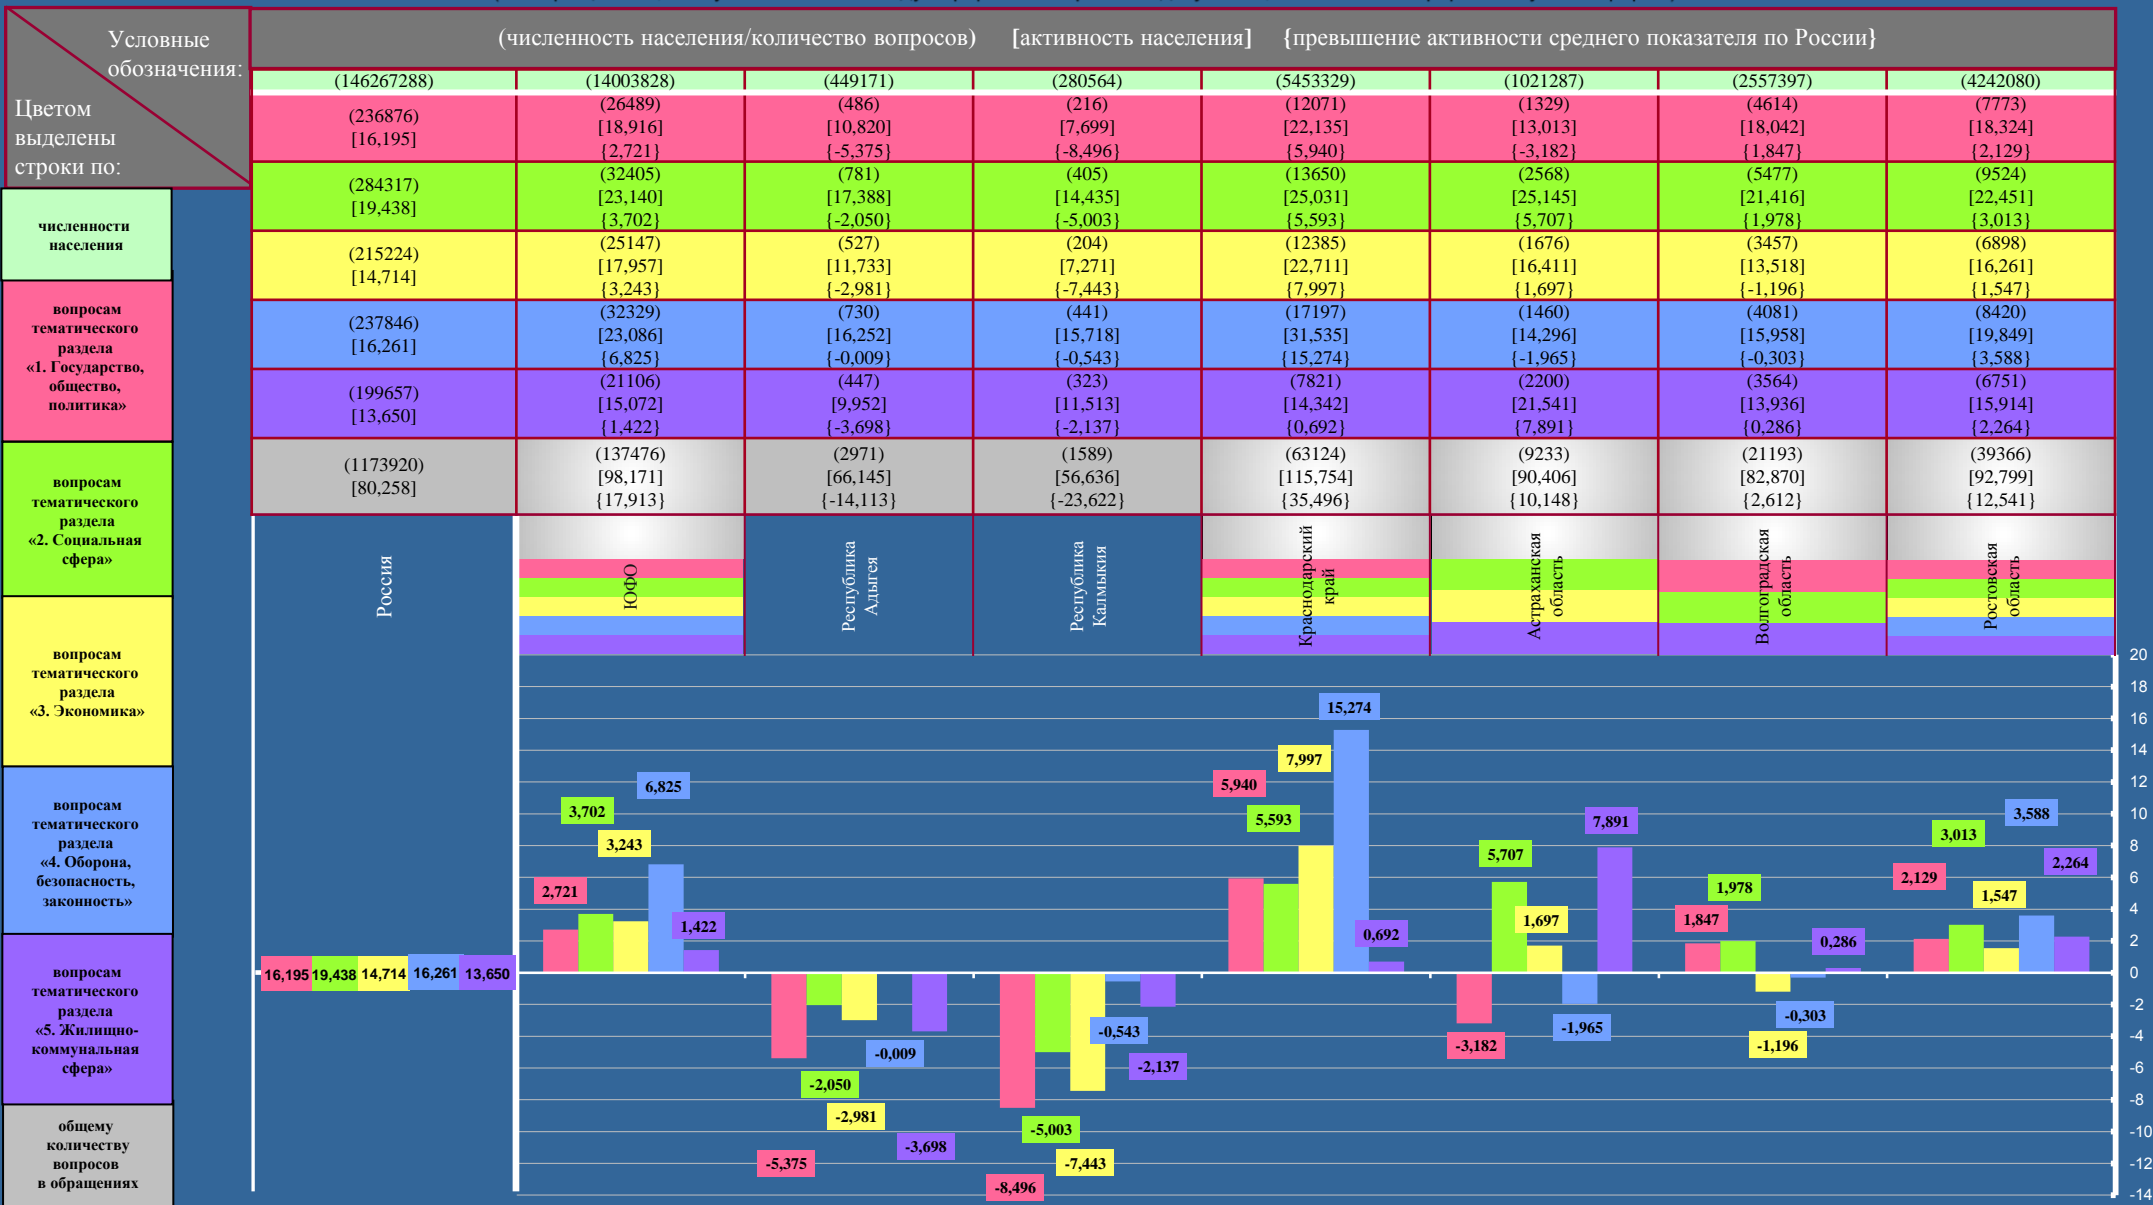 Условные
обозначения:
Цветом
выделены
строки по:
(численность населения/количество вопросов) [активность населения] {превышение активности среднего показателя по России}
(146267288) (14003828) (449171) (280564) (5453329) (1021287) (2557397) (4242080)
(236876) (26489) (486) (216) (12071) (1329) (4614) (7773)
[16,195] [18,916] [10,820] [7,699] [22,135] [13,013] [18,042] [18,324]
{2,721} {-5,375} {-8,496} {5,940} {-3,182} {1,847} {2,129}
(284317) (32405) (781) (405) (13650) (2568) (5477) (9524)
[19,438] [23,140] [17,388] [14,435] [25,031] [25,145] [21,416] [22,451]
{3,702} {-2,050} {-5,003} {5,593} {5,707} {1,978} {3,013}
(215224) (25147) (527) (204) (12385) (1676) (3457) (6898)
[14,714] [17,957] [11,733] [7,271] [22,711] [16,411] [13,518] [16,261]
{3,243} {-2,981} {-7,443} {7,997} {1,697} {-1,196} {1,547}
(237846) (32329) (730) (441) (17197) (1460) (4081) (8420)
[16,261] [23,086] [16,252] [15,718] [31,535] [14,296] [15,958] [19,849]
{6,825} {-0,009} {-0,543} {15,274} {-1,965} {-0,303} {3,588}
(199657) (21106) (447) (323) (7821) (2200) (3564) (6751)
[13,650] [15,072] [9,952] [11,513] [14,342] [21,541] [13,936] [15,914]
{1,422} {-3,698} {-2,137} {0,692} {7,891} {0,286} {2,264}
(1173920) (137476) (2971) (1589) (63124) (9233) (21193) (39366)
[80,258] [98,171] [66,145] [56,636] [115,754] [90,406] [82,870] [92,799]
{17,913} {-14,113} {-23,622} {35,496} {10,148} {2,612} {12,541}
численности
населения
вопросам
тематического
раздела
«1. Государство,
общество,
политика»
вопросам
тематического
раздела
«2. Социальная
сфера»
вопросам
тематического
раздела
«3. Экономика»
вопросам
тематического
раздела
«4. Оборона,
безопасность,
законность»
вопросам
тематического
раздела
«5. Жилищно-
коммунальная
сфера»
общему
количеству
вопросов
в обращениях
Россия
ЮФО
Республика
Адыгея
Республика
Калмыкия
Краснодарский
край
Астраханская
область
Волгоградская
область
Ростовская
область
16,195 19,438 14,714 16,261 13,650
2,721 3,702 3,243 6,825 1,422
-5,375 -2,050 -2,981 -0,009 -3,698
-8,496 -5,003 -7,443 -0,543 -2,137
5,940 5,593 7,997 15,274 0,692
-3,182 5,707 1,697 -1,965 7,891
1,847 1,978 -1,196 -0,303 0,286
2,129 3,013 1,547 3,588 2,264
20
18
16
14
12
10
8
6
4
2
0
-2
-4
-6
-8
-10
-12
-14